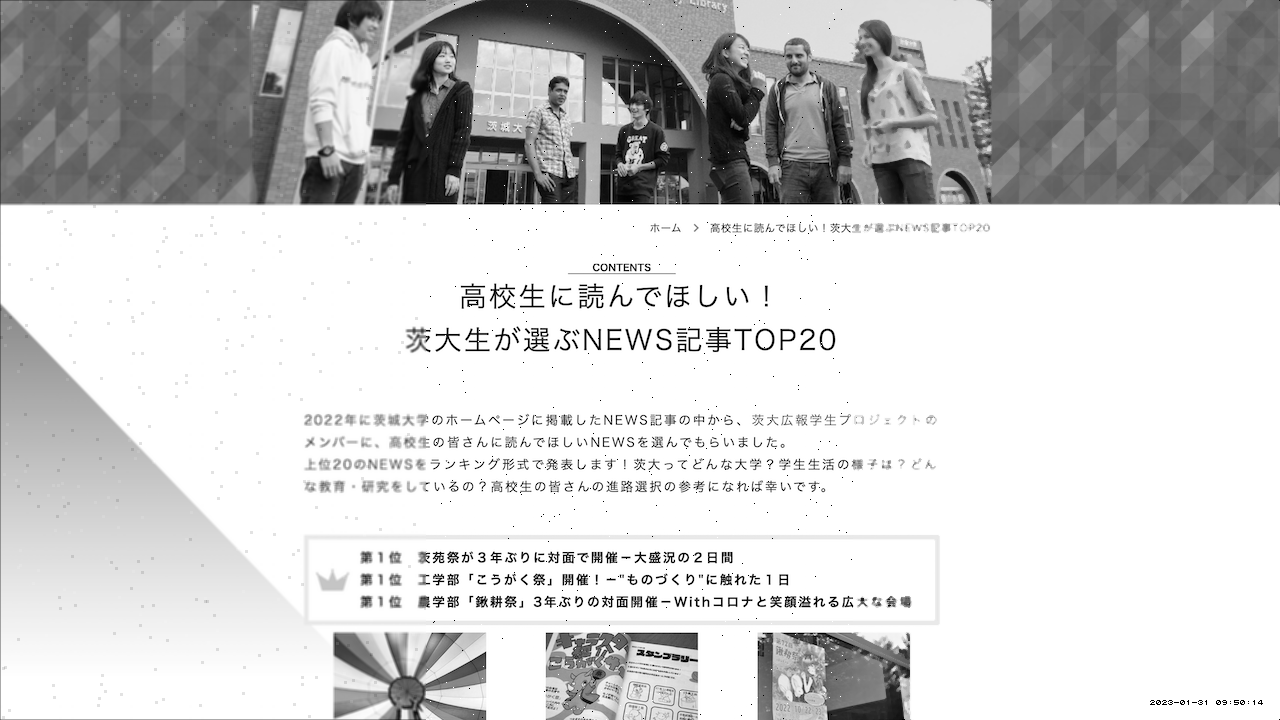 Library
茨城大
GREAT
ホーム > 高校生に読んでほしい！茨大生が選ぶNEWS記事TOP20
CONTENTS
高校生に読んでほしい！
茨大生が選ぶNEWS記事TOP20
2022年に茨城大学のホームページに掲載したNEWS記事の中から、茨大広報学生プロジェクトの
メンバーに、高校生の皆さんに読んでほしいNEWSを選んでもらいました。
上位20のNEWSをランキング形式で発表します！茨大ってどんな大学？学生生活の様子は？どん
な教育・研究をしているの？高校生の皆さんの進路選択の参考になれば幸いです。
第１位　茨苑祭が３年ぶりに対面で開催ー大盛況の２日間
第１位　工学部「こうがく祭」開催！ー"ものづくり"に触れた１日
第１位　農学部「鍬耕祭」3年ぶりの対面開催ーWithコロナと笑顔溢れる広大な会場
スタンプラリー